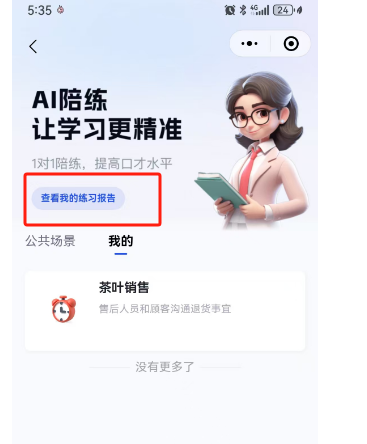 5:35
4G
24
AI陪练
让学习更精准
1对1陪练，提高口才水平
查看我的练习报告
公共场景 我的
茶叶销售
售后人员和顾客沟通退货事宜
没有更多了